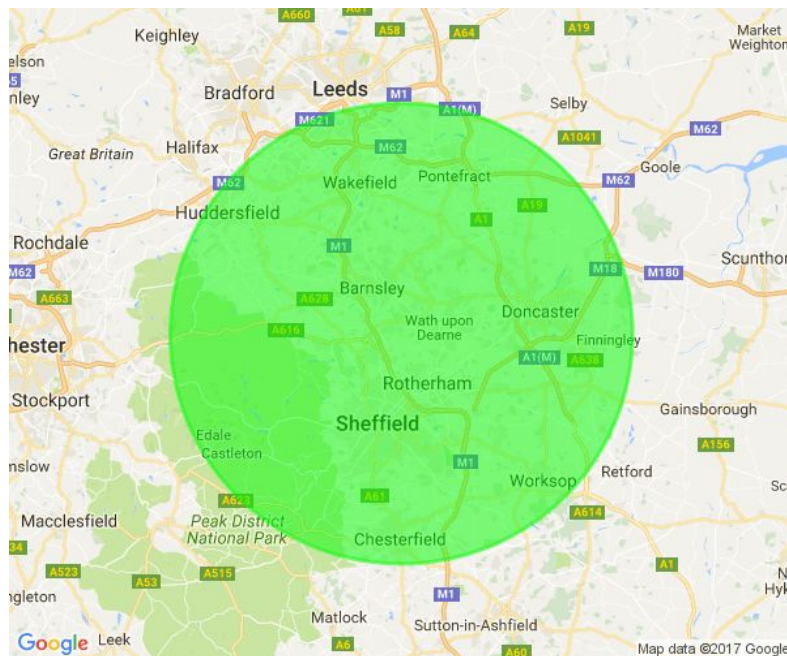 A660
A61
A64
A19
Market
Weighton
Keighley
A58
elson
Leeds
M1
Bradford
A1(M)
Selby
M621
A1041
M62
Halifax
M62
Great Britain
Goole
M62
Wakefield
Pontefract
M62
Huddersfield
A19
A1
Rochdale
M1
Scunthor
M62
M18
M180
Barnsley
A628
A663
Doncaster
Wath upon
Dearne
A616
Finningley
hester
A1(M)
A638
Rotherham
Stockport
Gainsborough
Sheffield
Edale
Castleton
A156
M1
Retford
mslow
Worksop
A61
A623
A614
Macclesfield
Peak District
National Park
Chesterfield
A34
A523
A515
A53
A1
ngleton
M1
Matlock
Sutton-in-Ashfield
Google
Leek
A6
A60
Map data ©2017 Google